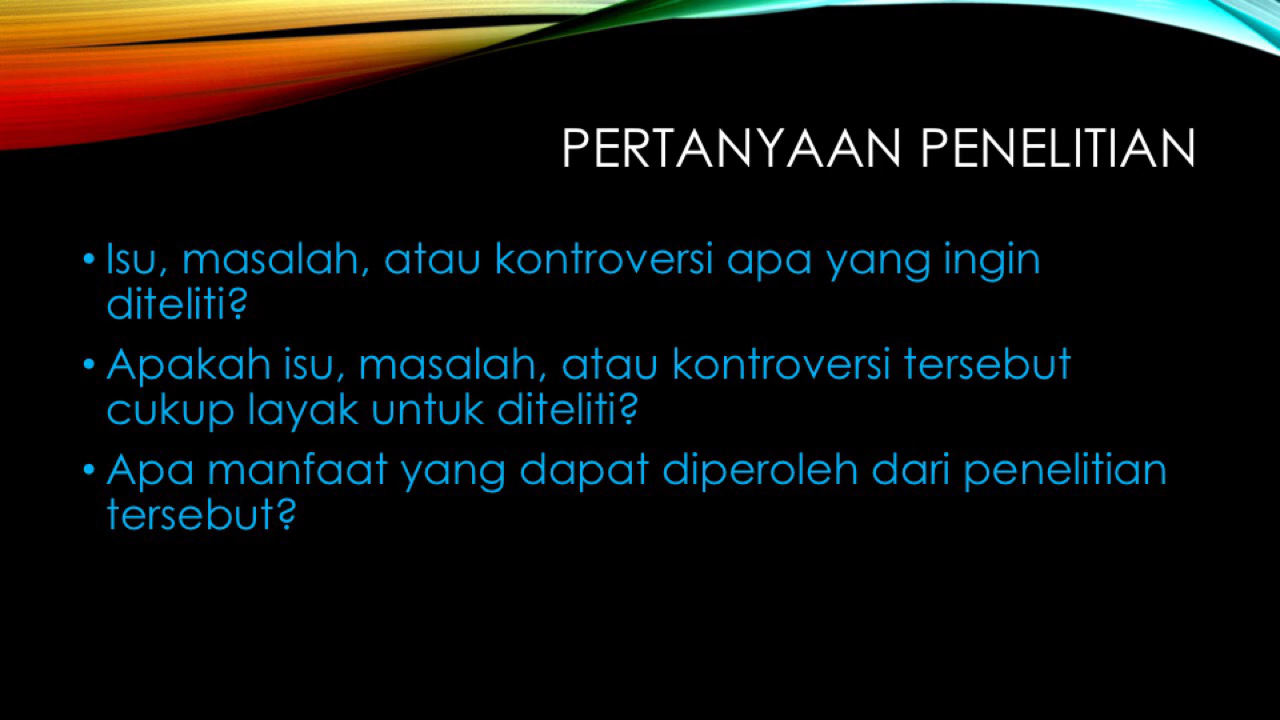 PERTANYAAN PENELITIAN
• Isu, masalah, atau kontroversi apa yang ingin
diteliti?
• Apakah isu, masalah, atau kontroversi tersebut
cukup layak untuk diteliti?
• Apa manfaat yang dapat diperoleh dari penelitian
tersebut?